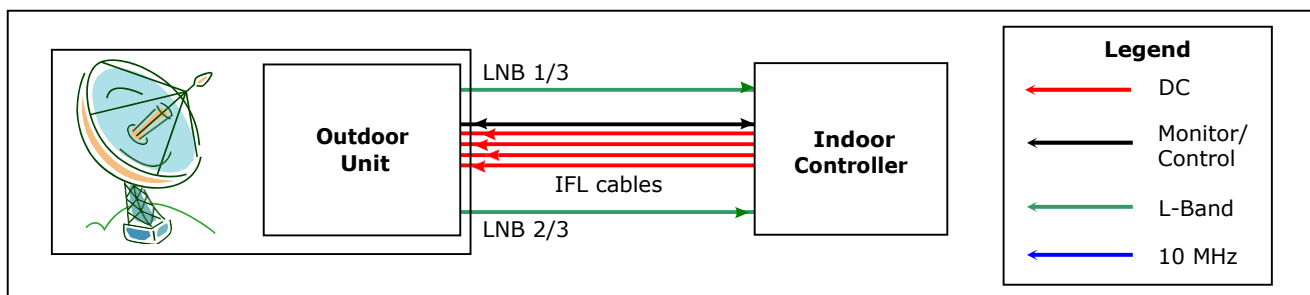 LNB 1/3
Outdoor
Unit
IFL cables
LNB 2/3
Indoor
Controller
Legend
DC
Monitor/
Control
L-Band
10 MHz